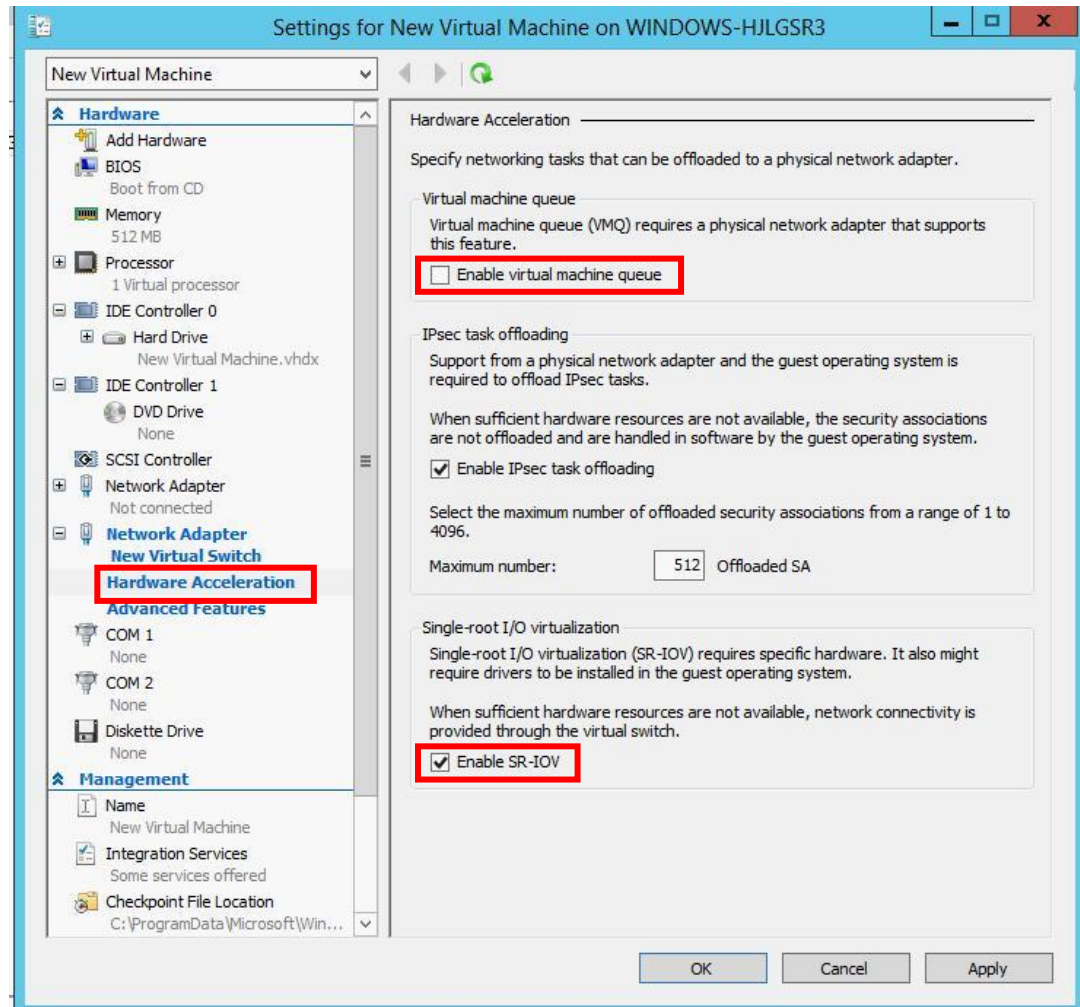 Settings for New Virtual Machine on WINDOWS-HJLGSR3
New Virtual Machine
Hardware
Add Hardware
BIOS
Boot from CD
Memory
512 MB
Processor
1 Virtual processor
IDE Controller 0
Hard Drive
New Virtual Machine.vhdx
IDE Controller 1
DVD Drive
None
SCSI Controller
Network Adapter
Not connected
Network Adapter
New Virtual Switch
Hardware Acceleration
Advanced Features
COM 1
None
COM 2
None
Diskette Drive
None
Management
Name
New Virtual Machine
Integration Services
Some services offered
Checkpoint File Location
C:\ProgramData\Microsoft\Win...
Hardware Acceleration
Specify networking tasks that can be offloaded to a physical network adapter.
Virtual machine queue
Virtual machine queue (VMQ) requires a physical network adapter that supports
this feature.
Enable virtual machine queue
IPsec task offloading
Support from a physical network adapter and the guest operating system is
required to offload IPsec tasks.
When sufficient hardware resources are not available, the security associations
are not offloaded and are handled in software by the guest operating system.
Enable IPsec task offloading
Select the maximum number of offloaded security associations from a range of 1 to
4096.
Maximum number: 512 Offloaded SA
Single-root I/O virtualization
Single-root I/O virtualization (SR-IOV) requires specific hardware. It also might
require drivers to be installed in the guest operating system.
When sufficient hardware resources are not available, network connectivity is
provided through the virtual switch.
Enable SR-IOV
OK Cancel Apply